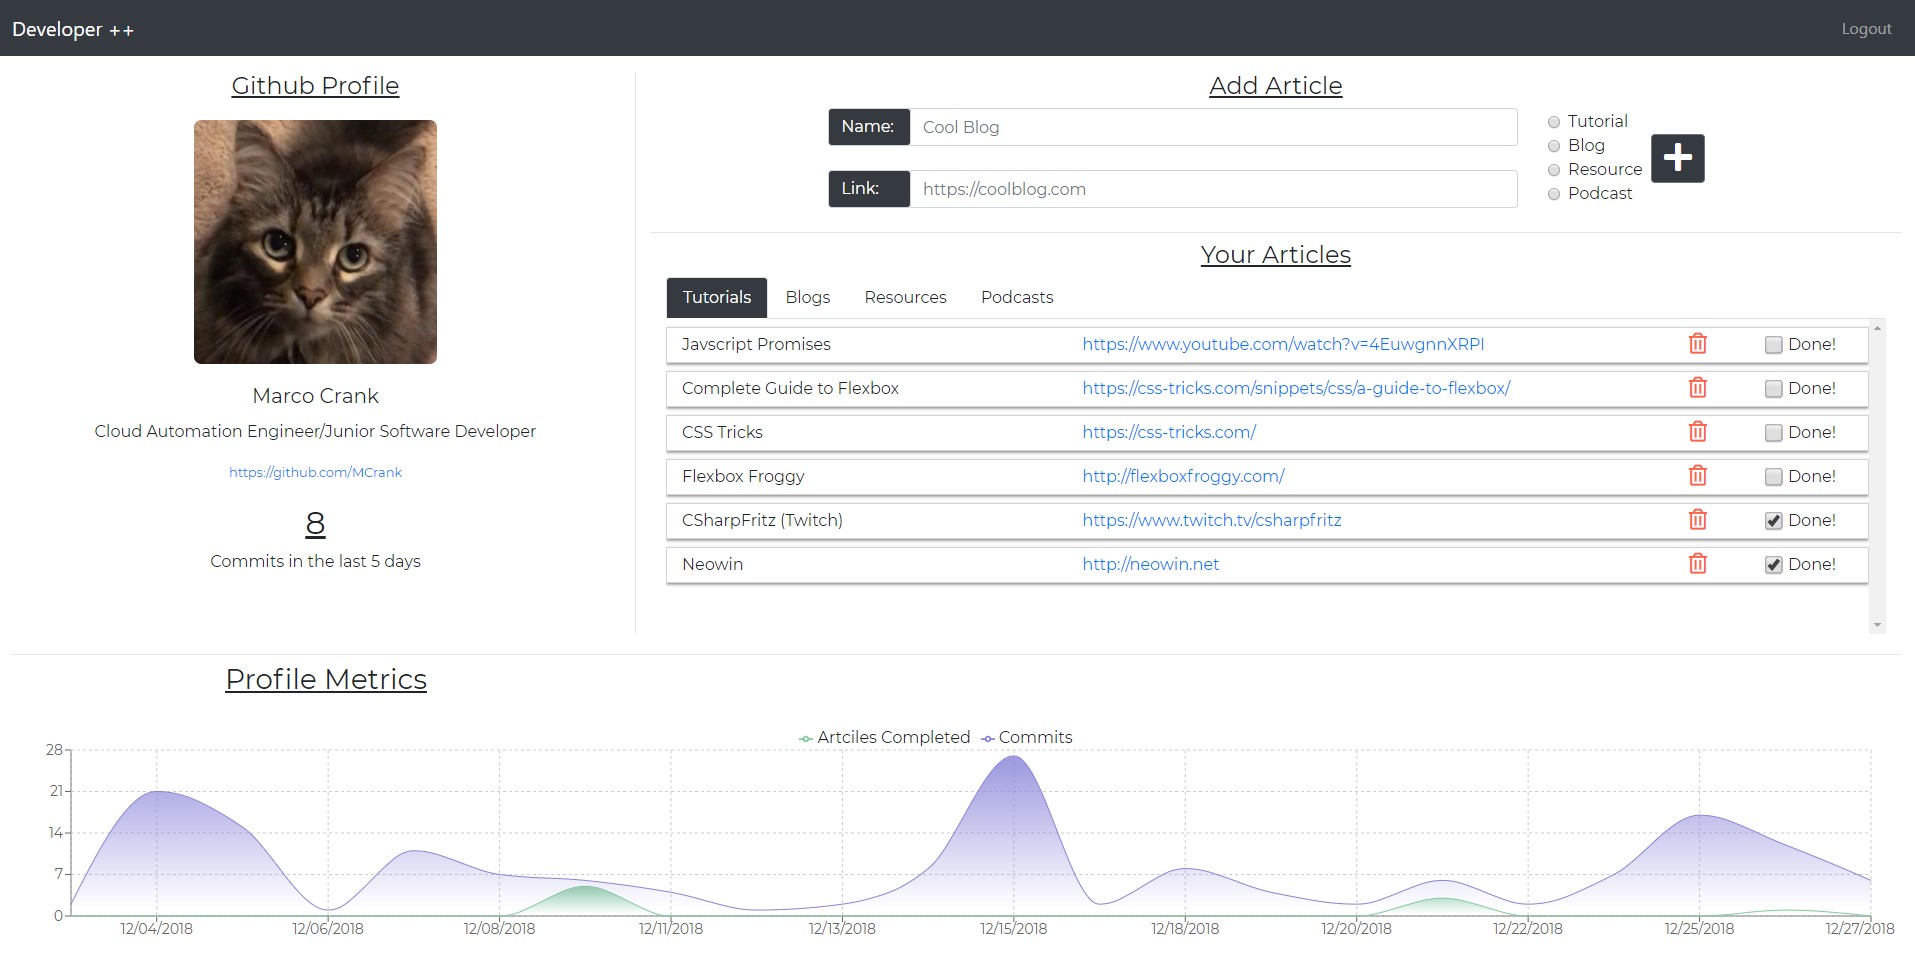 Developer ++
Logout
Github Profile
Marco Crank
Cloud Automation Engineer/Junior Software Developer
https://github.com/MCrank
8
Commits in the last 5 days
Add Article
Name:
Cool Blog
Link:
https://coolblog.com
Tutorial
Blog
Resource
Podcast
Your Articles
Tutorials Blogs Resources Podcasts
Javscript Promises https://www.youtube.com/watch?v=4EuwgnnXRPI Done!
Complete Guide to Flexbox https://css-tricks.com/snippets/css/a-guide-to-flexbox/ Done!
CSS Tricks https://css-tricks.com/ Done!
Flexbox Froggy http://flexboxfroggy.com/ Done!
CSharpFritz (Twitch) https://www.twitch.tv/csharpfritz Done!
Neowin http://neowin.net Done!
Profile Metrics
Artciles Completed Commits
28
21
14
7
0
12/04/2018 12/06/2018 12/08/2018 12/11/2018 12/13/2018 12/15/2018 12/18/2018 12/20/2018 12/22/2018 12/25/2018 12/27/2018